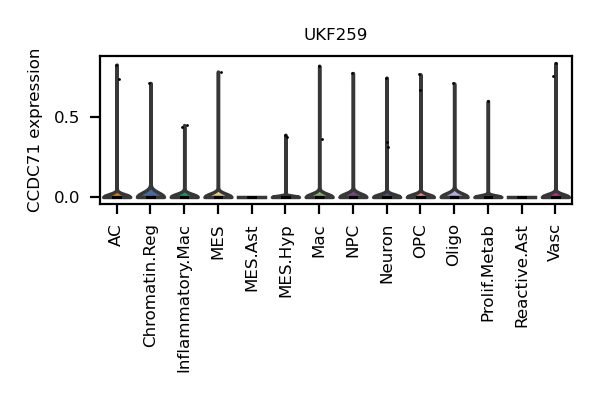 UKF259
CCDC71 expression
0.5
0.0
AC
Chromatin.Reg
Inflammatory.Mac
MES
MES.Ast
MES.Hyp
Mac
NPC
Neuron
OPC
Oligo
Prolif.Metab
Reactive.Ast
Vasc